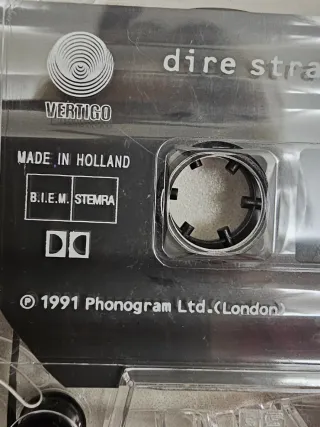 dire stra
VERTIGO
MADE IN HOLLAND
B.I.E.M. STEMRA
℗ 1991 Phonogram Ltd.(London)